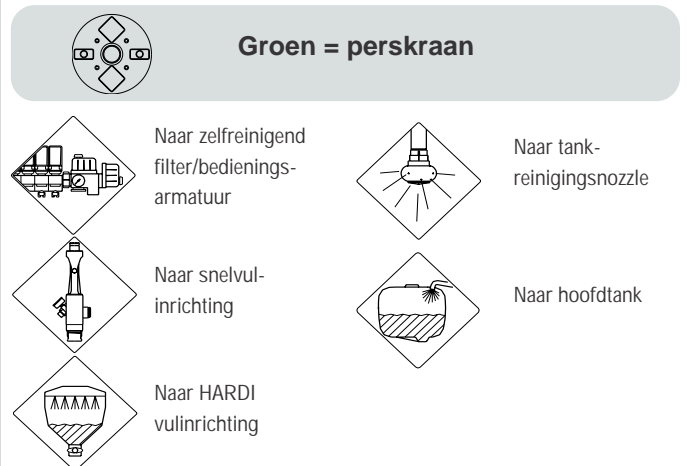 Groen = perskraan
Naar zelfreinigend
filter/bedienings-
armatuur
Naar snelvul-
inrichting
Naar HARDI
vulinrichting
Naar tank-
reinigingsnozzle
Naar hoofdtank